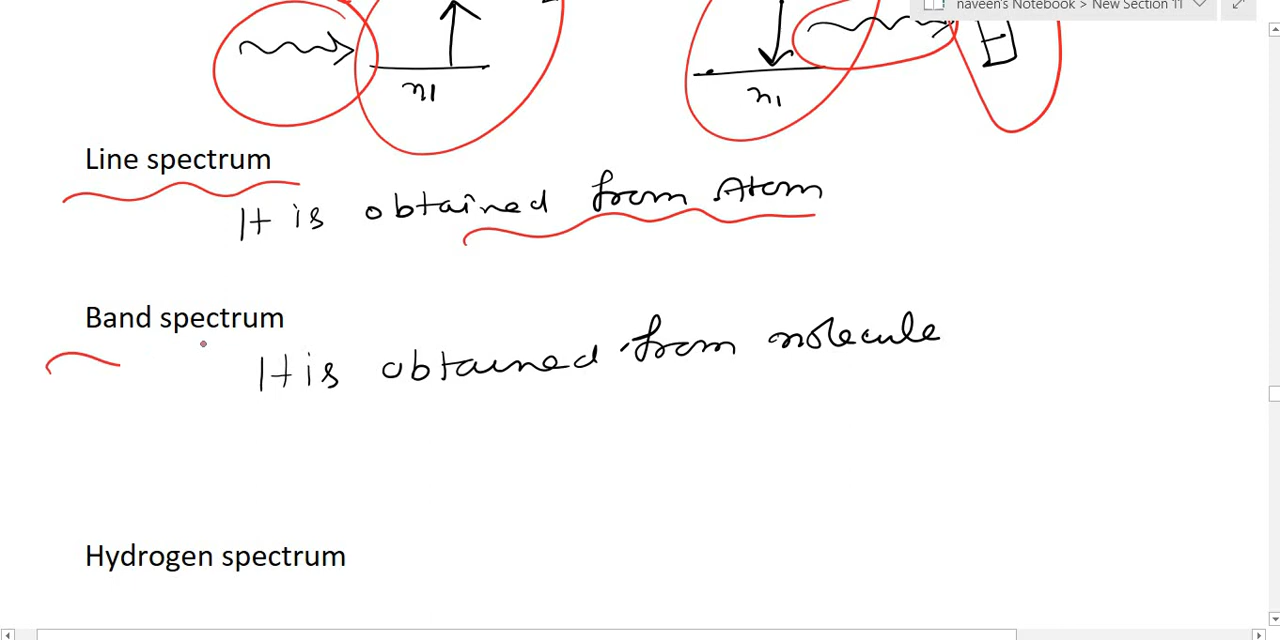 naveen's Notebook > New Section 11
n1
n1
Line spectrum
It is obtained from Atom
Band spectrum
It is obtained from molecule
Hydrogen spectrum